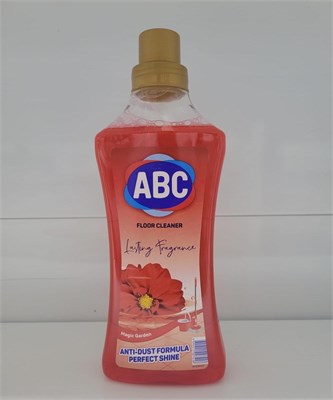 ABC
FLOOR CLEANER
Lasting Fragrance
Magic Garden
ANTI-DUST FORMULA
PERFECT SHINE